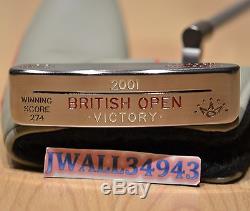 2001
WINNING
SCORE
274
BRITISH OPEN
· VICTORY ·
JWALL34943